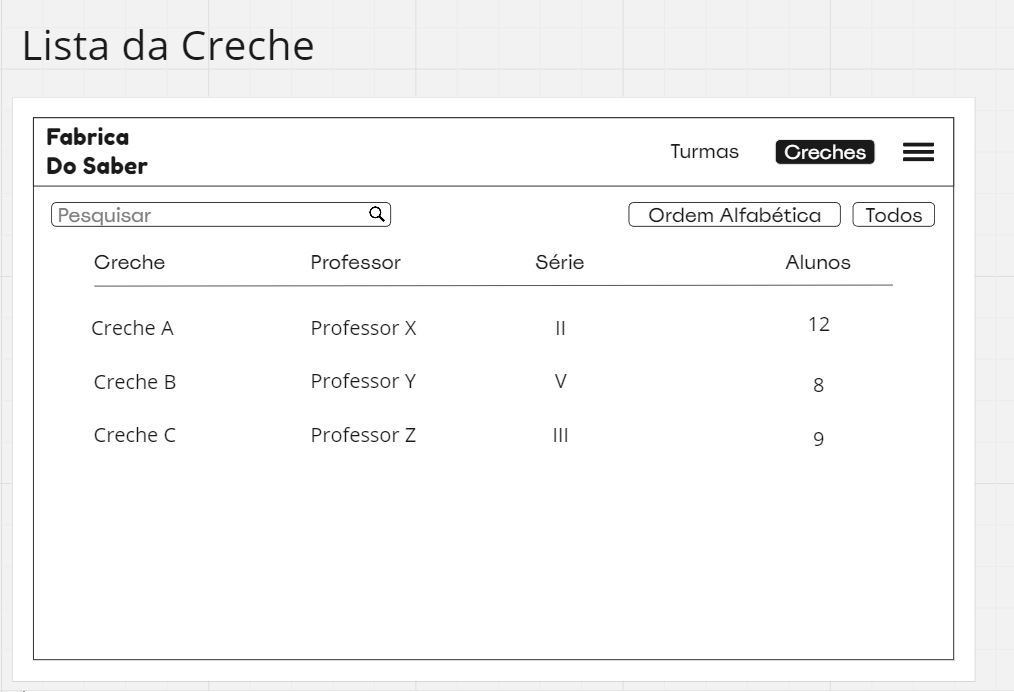 Lista da Creche
Fabrica
Do Saber
Turmas Creches
Pesquisar Ordem Alfabética Todos
Creche Professor Série Alunos
Creche A Professor X II 12
Creche B Professor Y V 8
Creche C Professor Z III 9